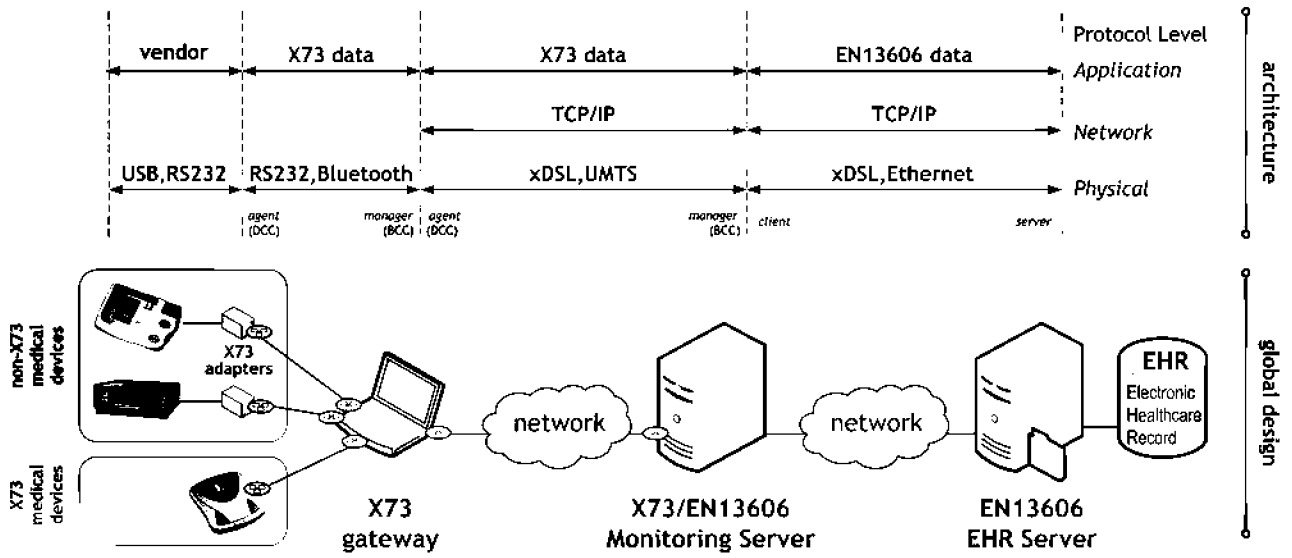 Protocol Level
vendor X73 data X73 data EN13606 data Application
TCP/IP TCP/IP Network
USB,RS232 RS232,Bluetooth xDSL,UMTS xDSL,Ethernet Physical
agent manager agent manager client server
(DCC) (BCC) (DCC) (BCC)
architecture
non-X73
medical
devices
X73
adapters
network
network
EHR
Electronic
Healthcare
Record
global design
X73
medical
devices
X73
gateway
X73/EN13606
Monitoring Server
EN13606
EHR Server